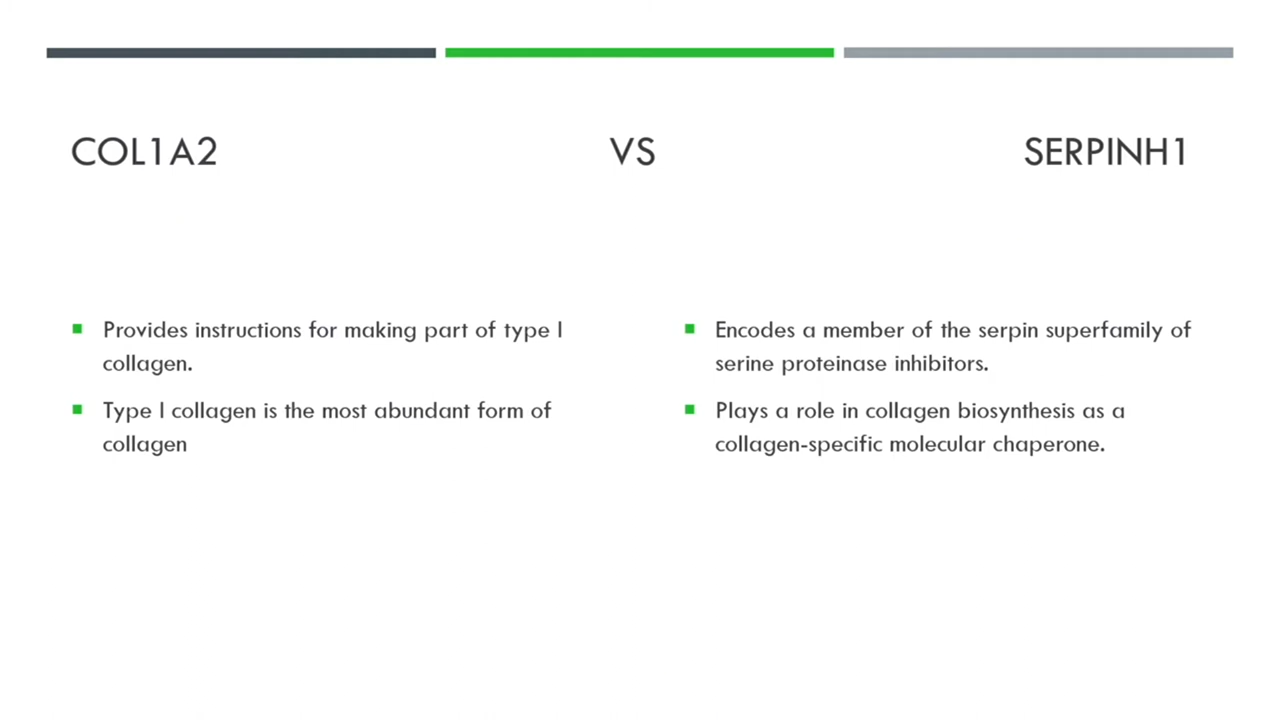 COL1A2 VS SERPINH1
Provides instructions for making part of type I
collagen.
Type I collagen is the most abundant form of
collagen
Encodes a member of the serpin superfamily of
serine proteinase inhibitors.
Plays a role in collagen biosynthesis as a
collagen-specific molecular chaperone.